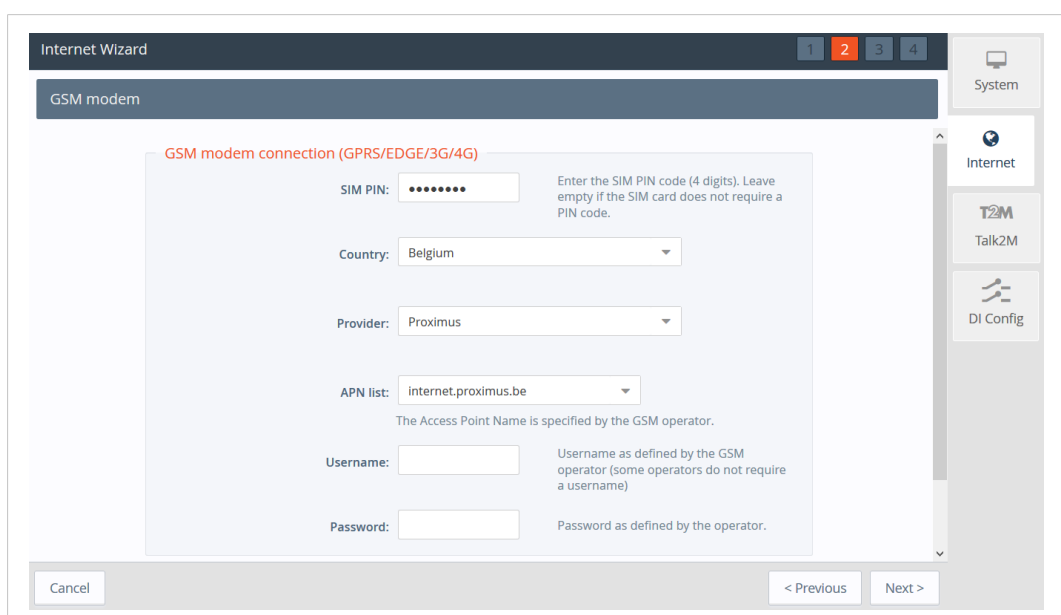 Internet Wizard
1 2 3 4
System
GSM modem
Internet
GSM modem connection (GPRS/EDGE/3G/4G)
SIM PIN: ••••••••
Enter the SIM PIN code (4 digits). Leave
empty if the SIM card does not require a
PIN code.
T2M
Talk2M
Country: Belgium
DI Config
Provider: Proximus
APN list: internet.proximus.be
The Access Point Name is specified by the GSM operator.
Username:
Username as defined by the GSM
operator (some operators do not require
a username)
Password:
Password as defined by the operator.
Cancel
< Previous
Next >